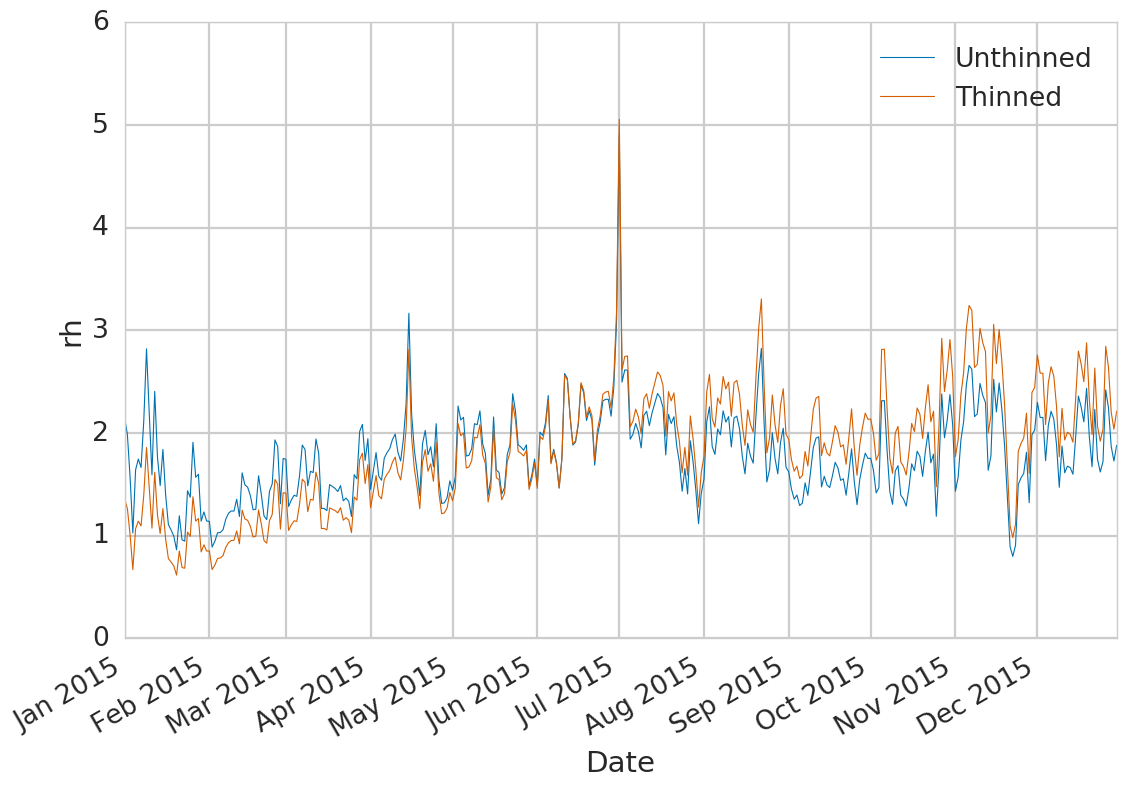 6
5
4
3
2
1
0
rh
Unthinned
Thinned
Jan 2015
Feb 2015
Mar 2015
Apr 2015
May 2015
Jun 2015
Jul 2015
Aug 2015
Sep 2015
Oct 2015
Nov 2015
Dec 2015
Date